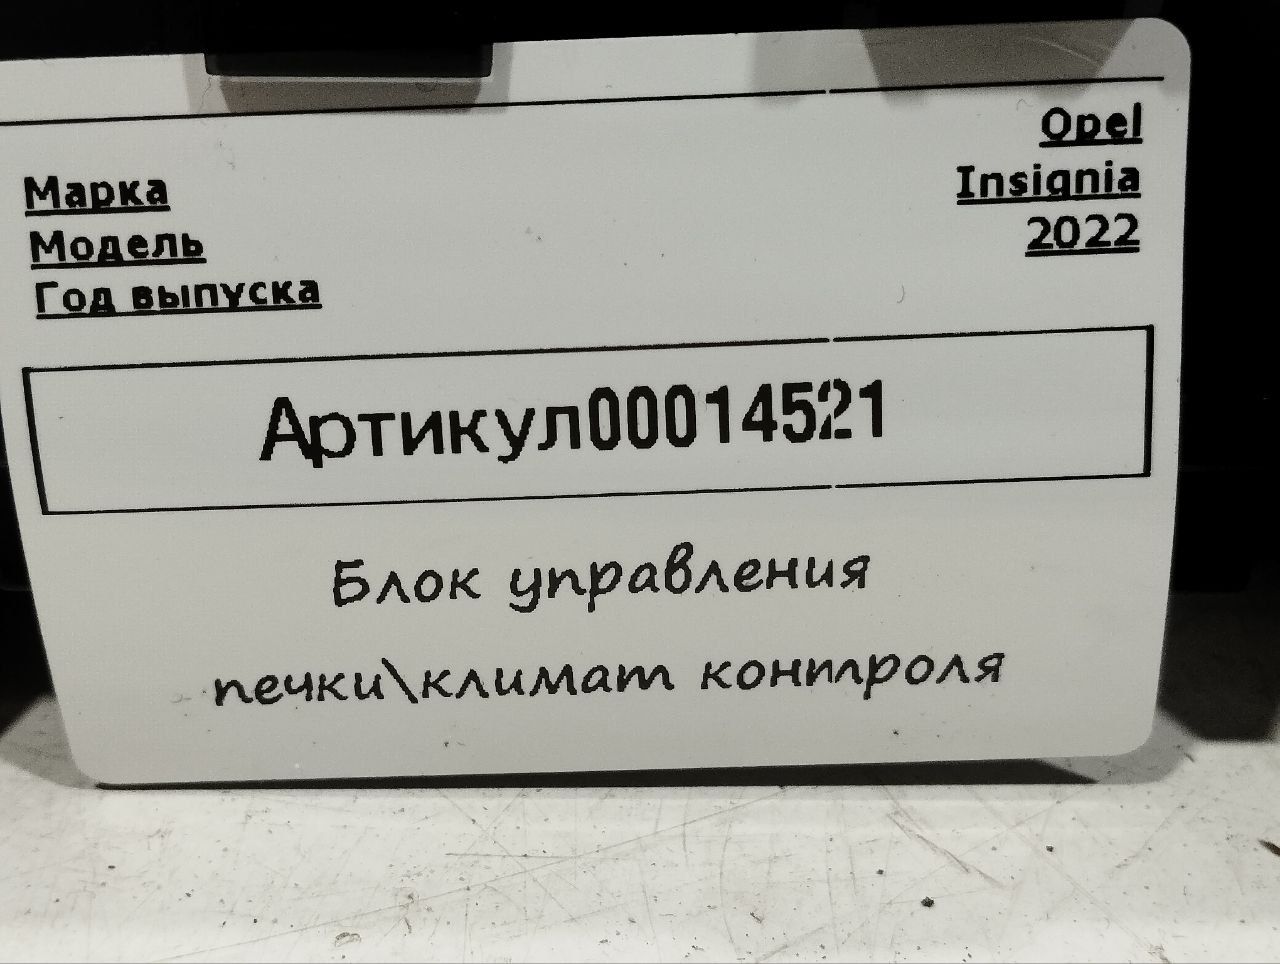 Марка Opel
Модель Insignia
Год выпуска 2022
Артикул00014521
Блок управления
печки\климат контроля